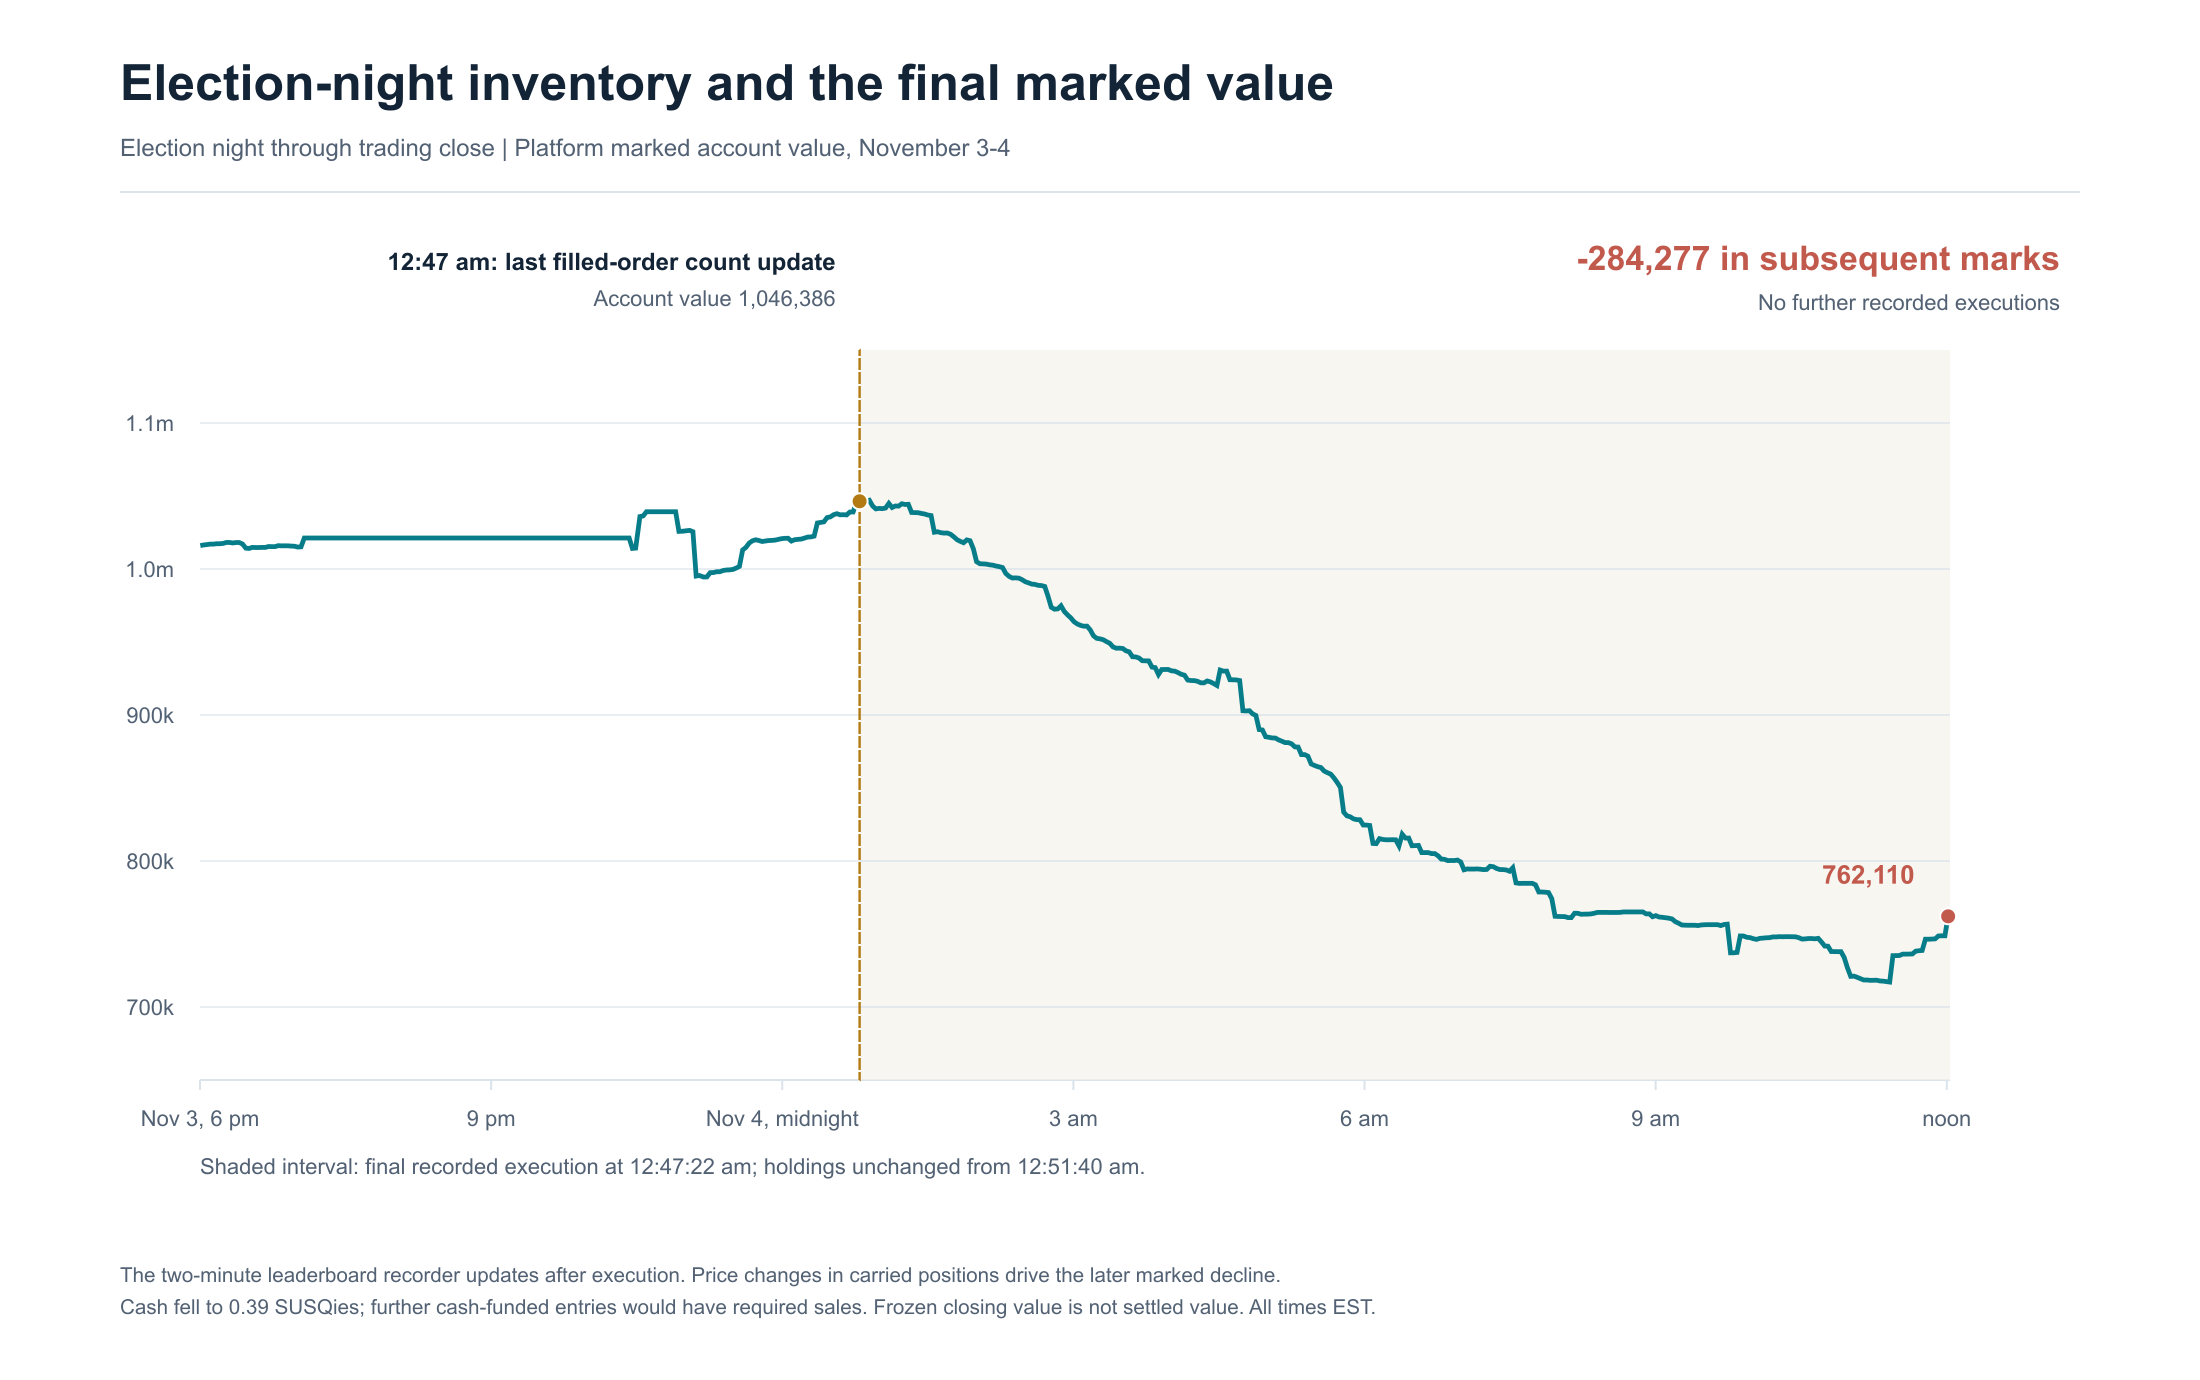 Election-night inventory and the final marked value
Election night through trading close | Platform marked account value, November 3-4
12:47 am: last filled-order count update
Account value 1,046,386
-284,277 in subsequent marks
No further recorded executions
1.1m
1.0m
900k
800k
700k
762,110
Nov 3, 6 pm
9 pm
Nov 4, midnight
3 am
6 am
9 am
noon
Shaded interval: final recorded execution at 12:47:22 am; holdings unchanged from 12:51:40 am.
The two-minute leaderboard recorder updates after execution. Price changes in carried positions drive the later marked decline.
Cash fell to 0.39 SUSQies; further cash-funded entries would have required sales. Frozen closing value is not settled value. All times EST.